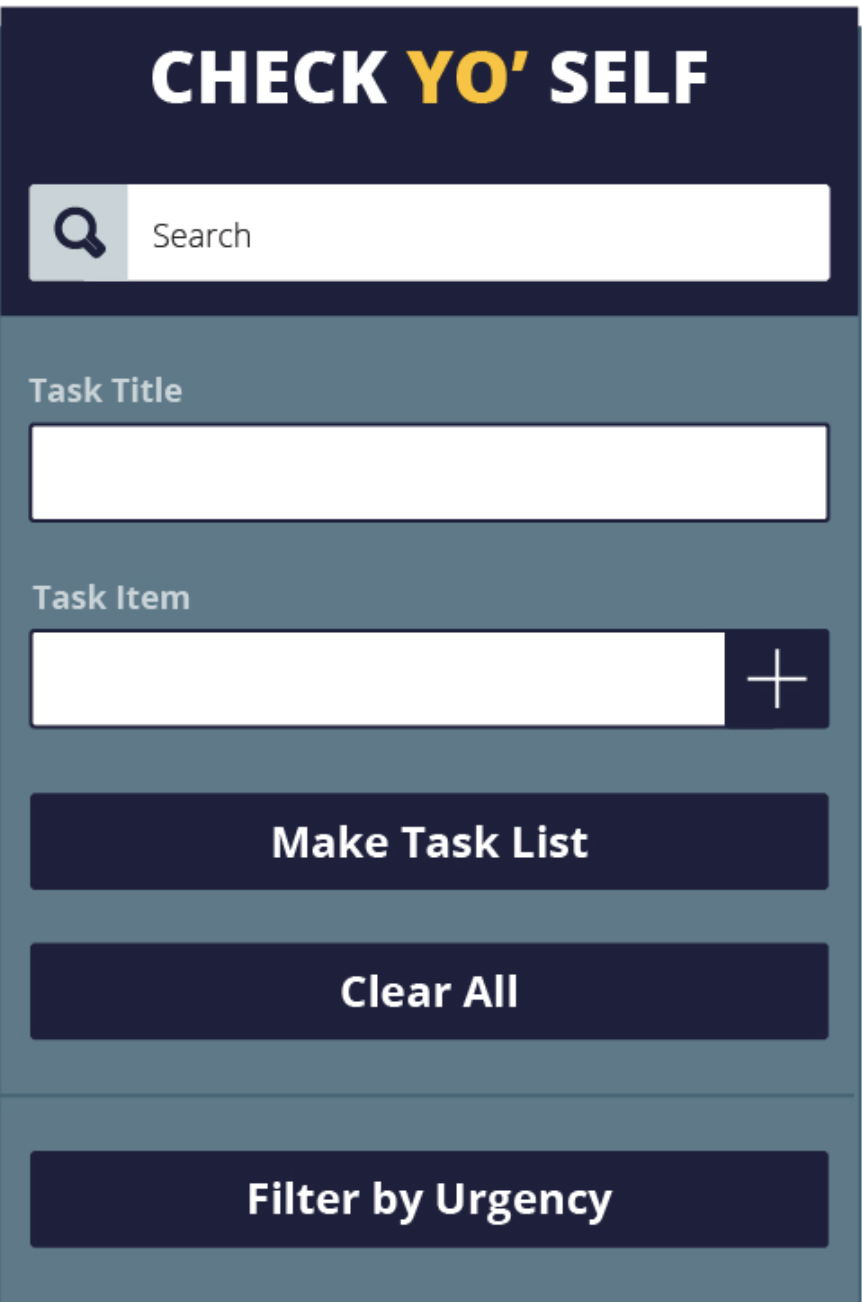 CHECK YO’ SELF
Search
Task Title
Task Item
Make Task List
Clear All
Filter by Urgency